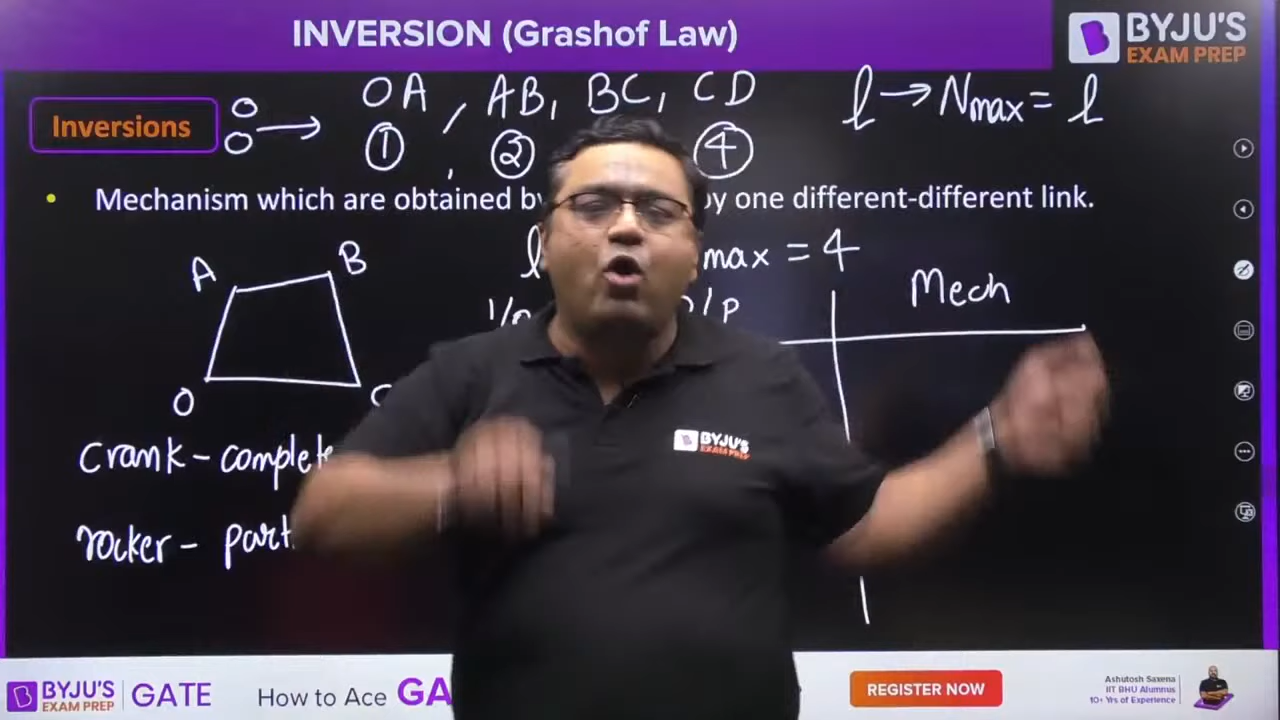 INVERSION (Grashof Law)
BYJU'S
EXAM PREP
Inversions
OA, AB, BC, CD
① , ② ④
l → Nmax = l
Mechanism which are obtained by by one different-different link.
A B
max = 4
Mech
O
crank - complete
rocker - part
BYJU'S
EXAM PREP
BYJU'S
EXAM PREP
GATE
How to Ace GA
REGISTER NOW
Ashutosh Saxena
IIT BHU Alumnus
10+ Yrs of Experience